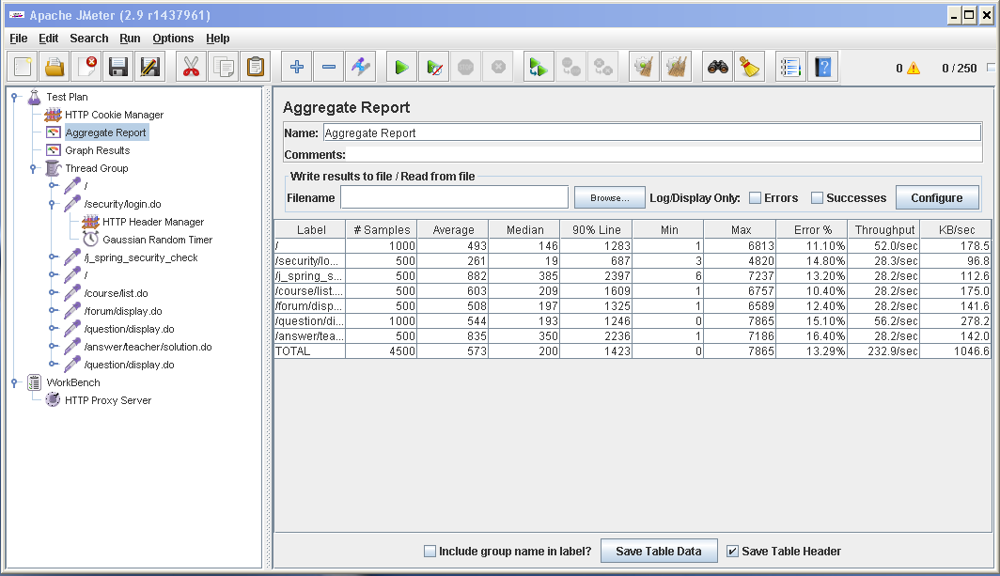 Apache JMeter (2.9 r1437961)
File Edit Search Run Options Help
0 0 / 250
Test Plan
HTTP Cookie Manager
Aggregate Report
Graph Results
Thread Group
/
/security/login.do
HTTP Header Manager
Gaussian Random Timer
/j_spring_security_check
/
/course/list.do
/forum/display.do
/question/display.do
/answer/teacher/solution.do
/question/display.do
WorkBench
HTTP Proxy Server
Aggregate Report
Name: Aggregate Report
Comments:
Write results to file / Read from file
Filename Browse... Log/Display Only: Errors Successes Configure
Label # Samples Average Median 90% Line Min Max Error % Throughput KB/sec
/ 1000 493 146 1283 1 6813 11.10% 52.0/sec 178.5
/security/lo... 500 261 19 687 3 4820 14.80% 28.3/sec 96.8
/j_spring_s... 500 882 385 2397 6 7237 13.20% 28.2/sec 112.6
/course/list.... 500 603 209 1609 1 6757 10.40% 28.2/sec 175.0
/forum/disp... 500 508 197 1325 1 6589 12.40% 28.2/sec 141.6
/question/di... 1000 544 193 1246 0 7865 15.10% 56.2/sec 278.2
/answer/tea... 500 835 350 2236 1 7186 16.40% 28.2/sec 142.0
TOTAL 4500 573 200 1423 0 7865 13.29% 232.9/sec 1046.6
Include group name in label? Save Table Data Save Table Header